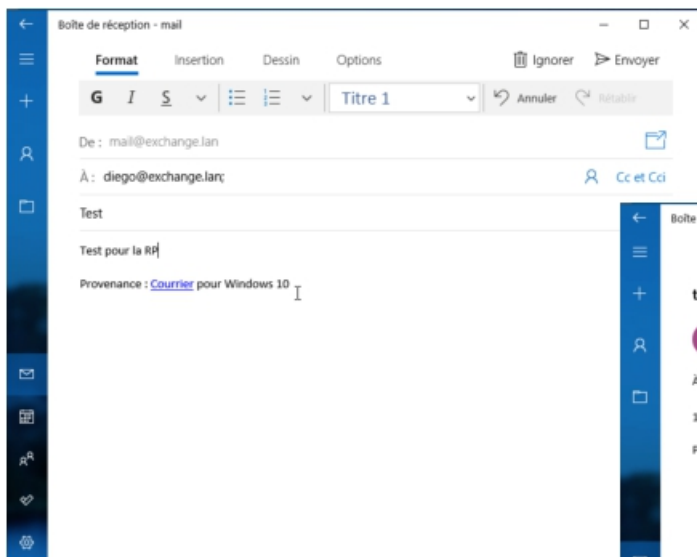 Boîte de réception - mail
Format Insertion Dessin Options Ignorer Envoyer
G I S Titre 1 Annuler Rétablir
De : mail@exchange.lan
À : diego@exchange.lan; Cc et Cci
Test
Boîte
Test pour la RP
Provenance : Courrier pour Windows 10
t
À